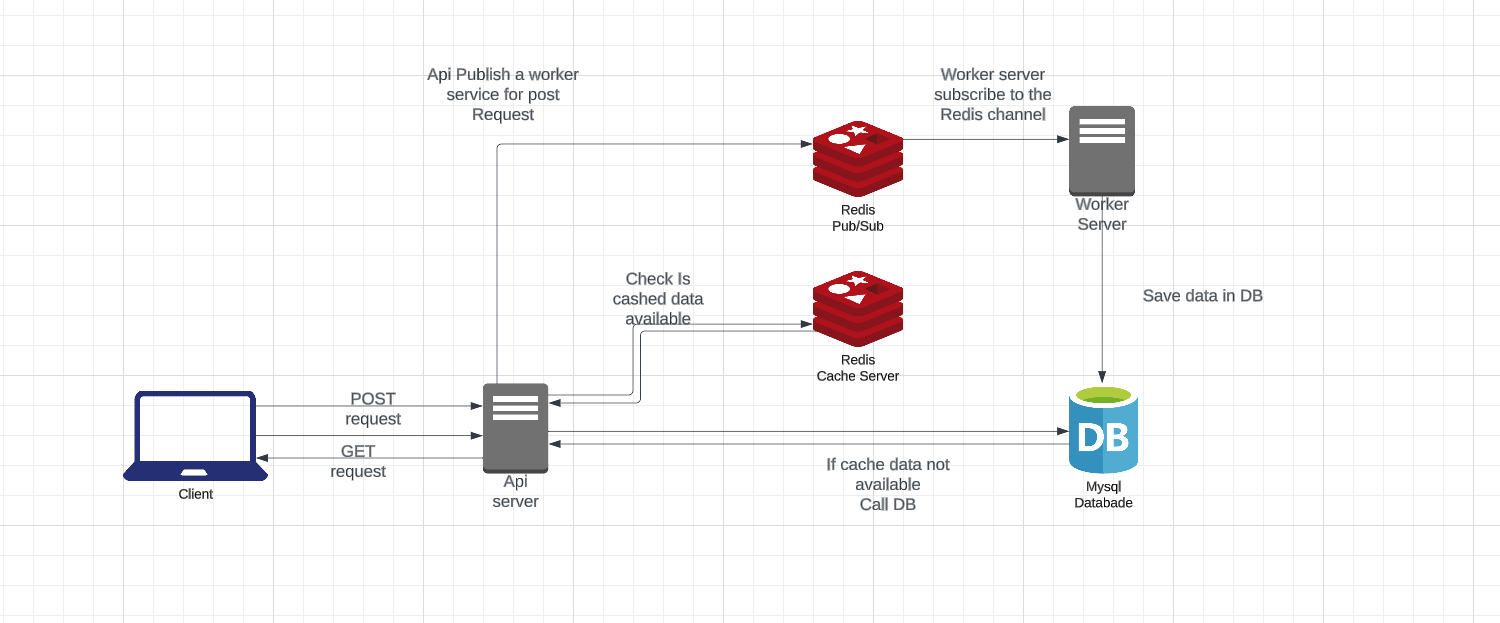 Api Publish a worker
service for post
Request
Worker server
subscribe to the
Redis channel
Redis
Pub/Sub
Worker
Server
Check Is
cashed data
available
Save data in DB
Redis
Cache Server
POST
request
GET
request
Client
Api
server
If cache data not
available
Call DB
DB
Mysql
Databade